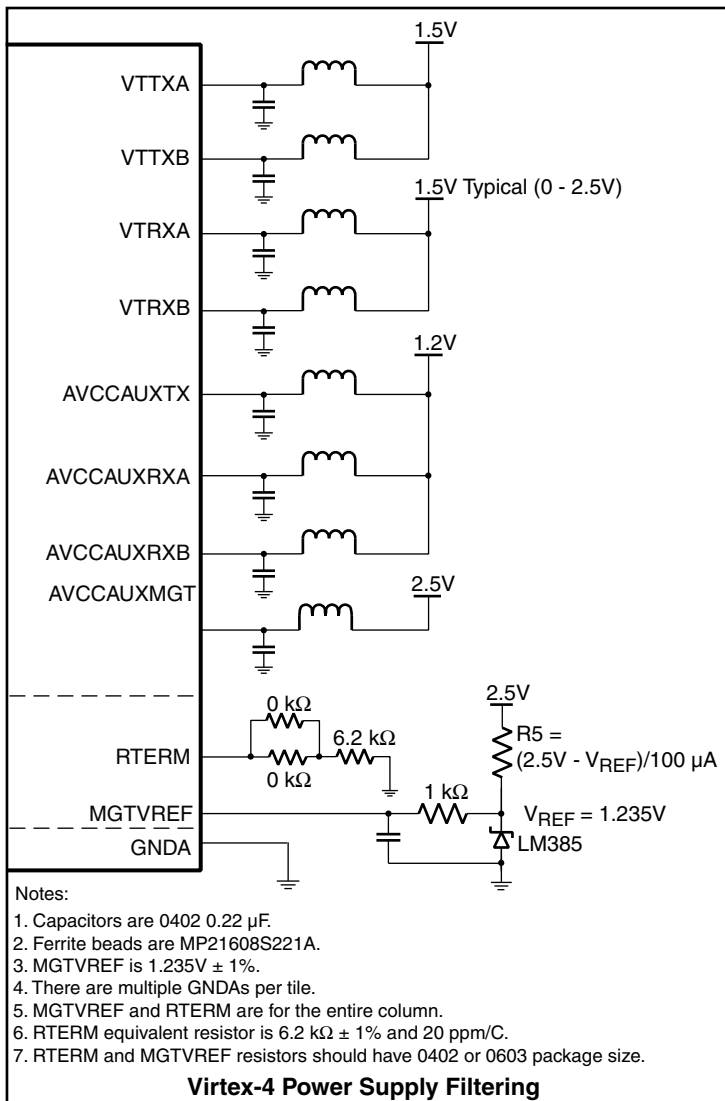 1.5V
VTTXA
VTTXB
1.5V Typical (0 - 2.5V)
VTRXA
VTRXB
1.2V
AVCCAUXTX
AVCCAUXRXA
AVCCAUXRXB
AVCCAUXMGT
2.5V
2.5V
0 kΩ
R5 =
(2.5V - VREF)/100 µA
6.2 kΩ
RTERM
0 kΩ
1 kΩ
MGTVREF
VREF = 1.235V
LM385
GNDA
Notes:
1. Capacitors are 0402 0.22 µF.
2. Ferrite beads are MP21608S221A.
3. MGTVREF is 1.235V ± 1%.
4. There are multiple GNDAs per tile.
5. MGTVREF and RTERM are for the entire column.
6. RTERM equivalent resistor is 6.2 kΩ ± 1% and 20 ppm/C.
7. RTERM and MGTVREF resistors should have 0402 or 0603 package size.
Virtex-4 Power Supply Filtering